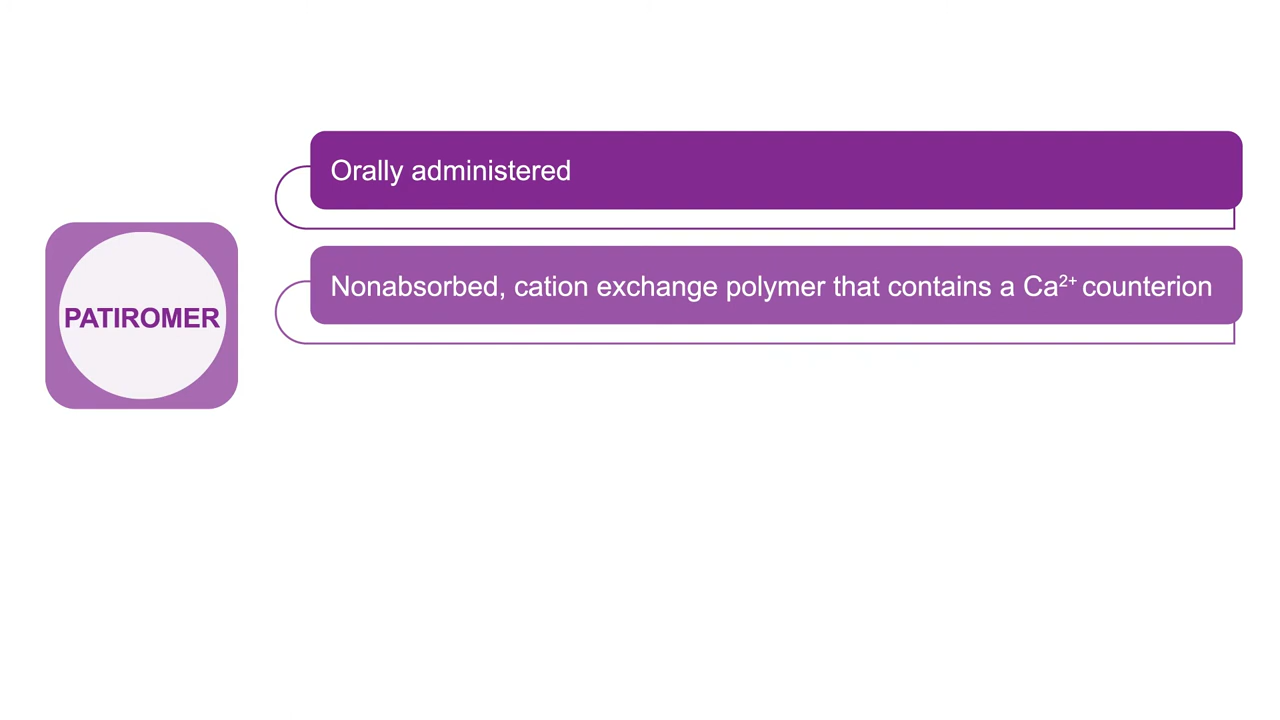 Orally administered
Nonabsorbed, cation exchange polymer that contains a Ca²⁺ counterion
PATIROMER